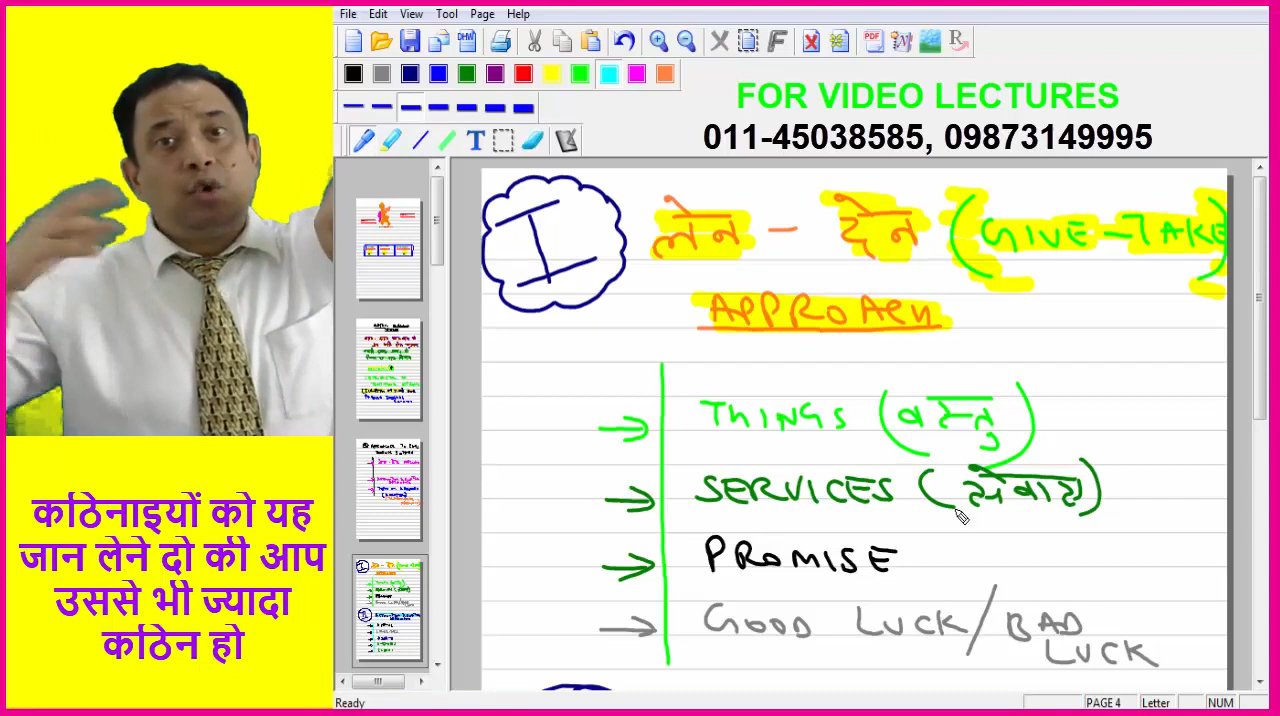 File Edit View Tool Page Help
FOR VIDEO LECTURES
011-45038585, 09873149995
I
लेन - देन (GIVE - TAKE)
APPROACH
→ THINGS (वस्तु)
→ SERVICES (सेवाए)
→ PROMISE
→ GOOD LUCK/BAD
LUCK
कठिनाइयों को यह
जान लेने दो की आप
उससे भी ज्यादा
कठिन हो
Ready PAGE 4 Letter NUM